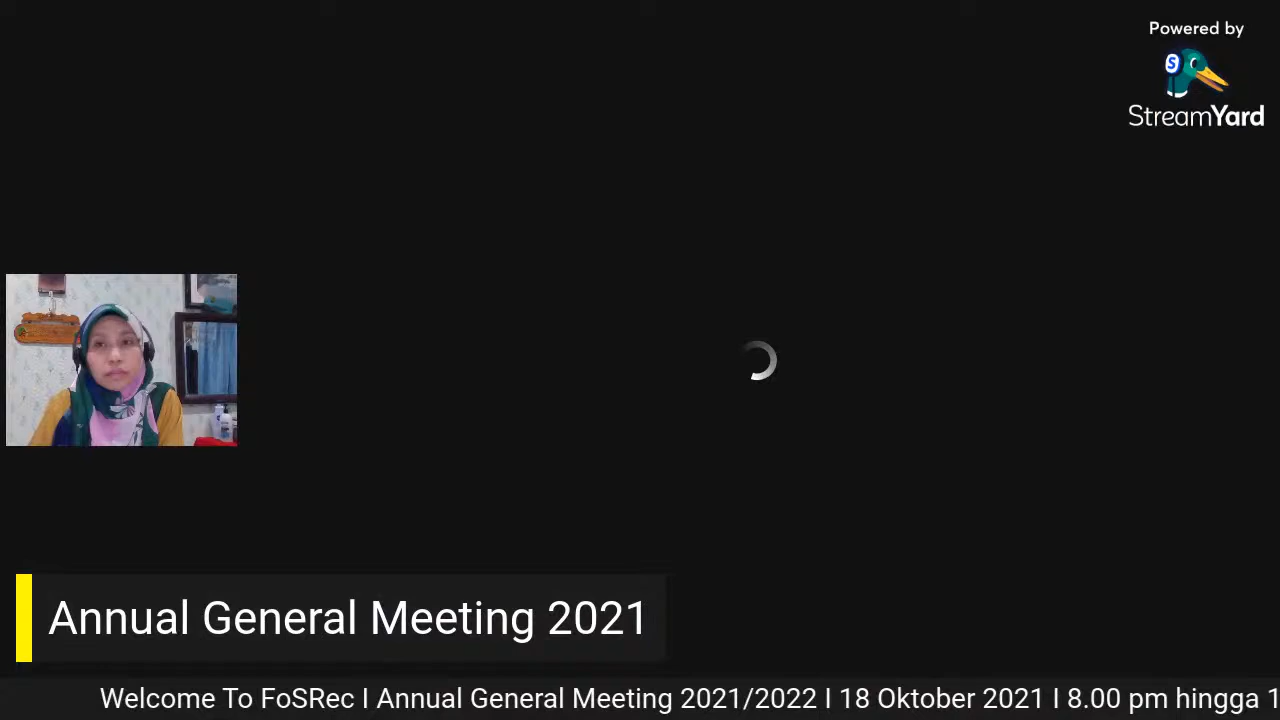 Powered by
S
StreamYard
Annual General Meeting 2021
Welcome To FoSRec I Annual General Meeting 2021/2022 I 18 Oktober 2021 I 8.00 pm hingga 1